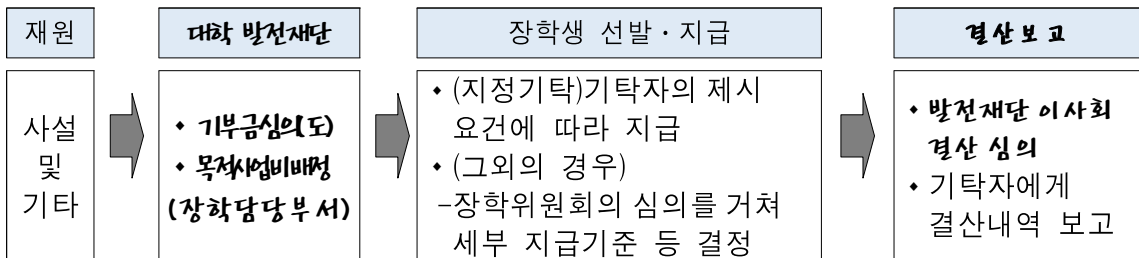 재원
사설
및
기타
대학 발전재단
• 기부금심의(도)
• 목적사업비배정
(장학담당부서)
장학생 선발·지급
• (지정기탁)기탁자의 제시
요건에 따라 지급
• (그외의 경우)
-장학위원회의 심의를 거쳐
세부 지급기준 등 결정
결산보고
• 발전재단 이사회
결산 심의
• 기탁자에게
결산내역 보고